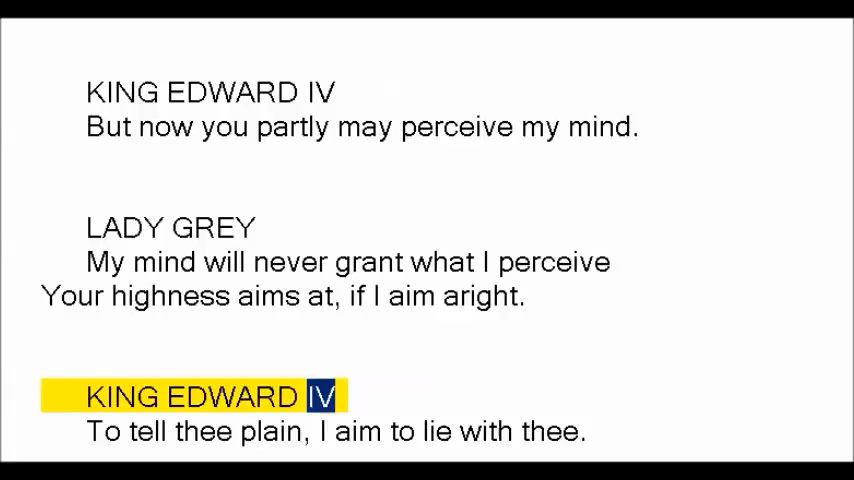 KING EDWARD IV
But now you partly may perceive my mind.
LADY GREY
My mind will never grant what I perceive
Your highness aims at, if I aim aright.
KING EDWARD IV
To tell thee plain, I aim to lie with thee.